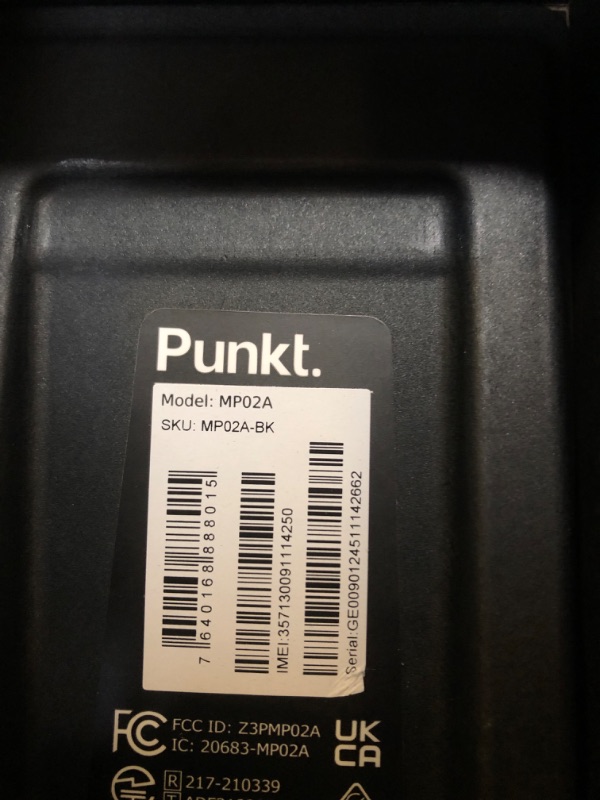 Punkt.
Model: MP02A
SKU: MP02A-BK
7 640168 888015
IMEI:357130091114250
Serial:GE0090124511142662
FCC ID: Z3PMP02A
IC: 20683-MP02A
UK
CA
R 217-210339
T